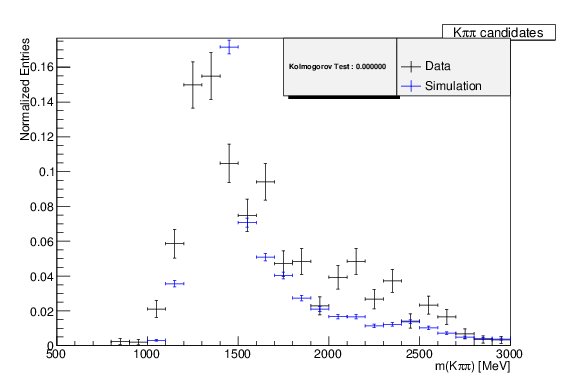 Kππ candidates
Normalized Entries
Kolmogorov Test : 0.000000
Data
Simulation
0.16
0.14
0.12
0.1
0.08
0.06
0.04
0.02
0
500
1000
1500
2000
2500
3000
m(Kππ) [MeV]